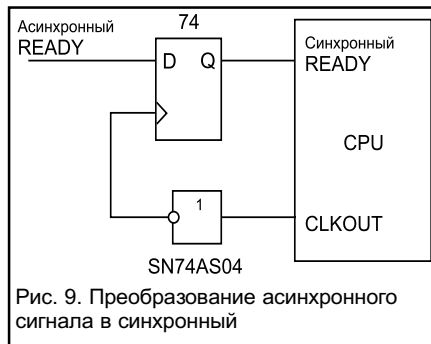 74
Асинхронный
READY
D
Q
Синхронный
READY
CPU
1
CLKOUT
SN74AS04
Рис. 9. Преобразование асинхронного
сигнала в синхронный